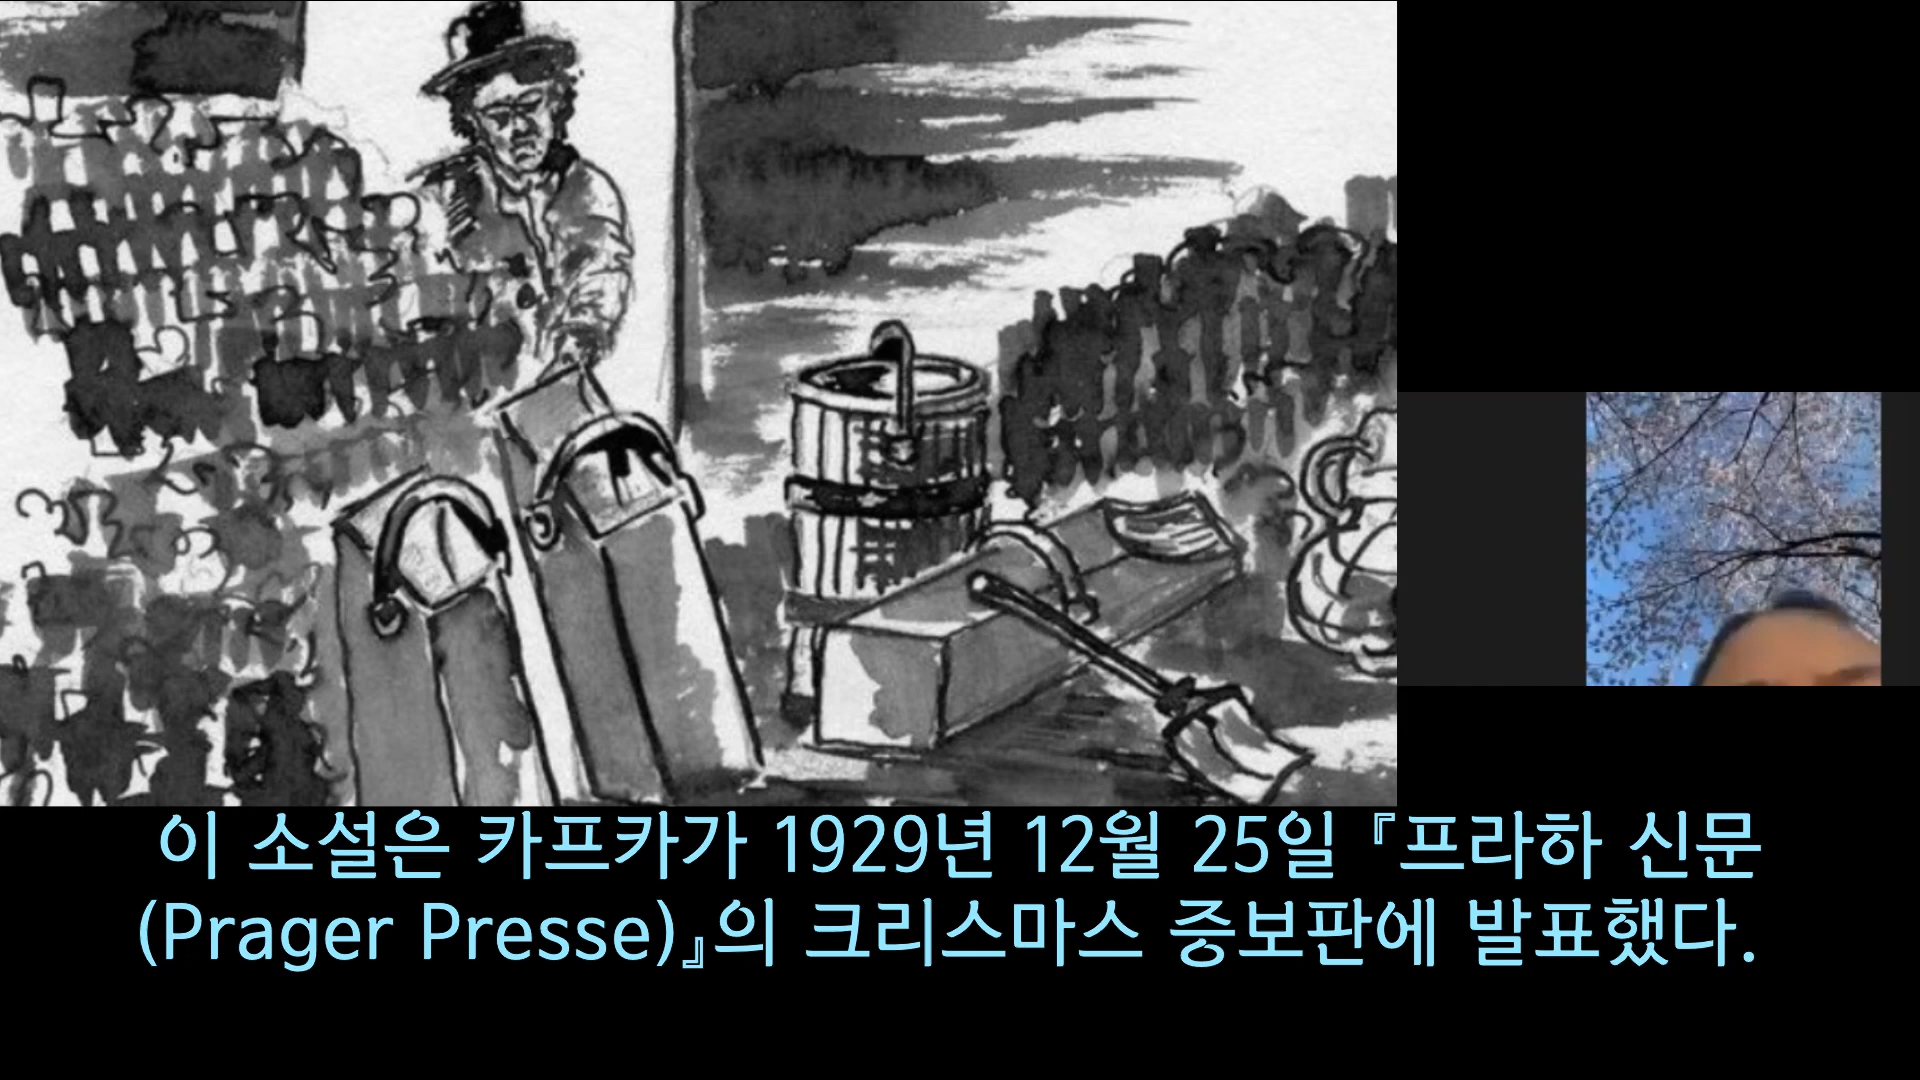 이 소설은 카프카가 1929년 12월 25일 『프라하 신문
(Prager Presse)』의 크리스마스 증보판에 발표했다.